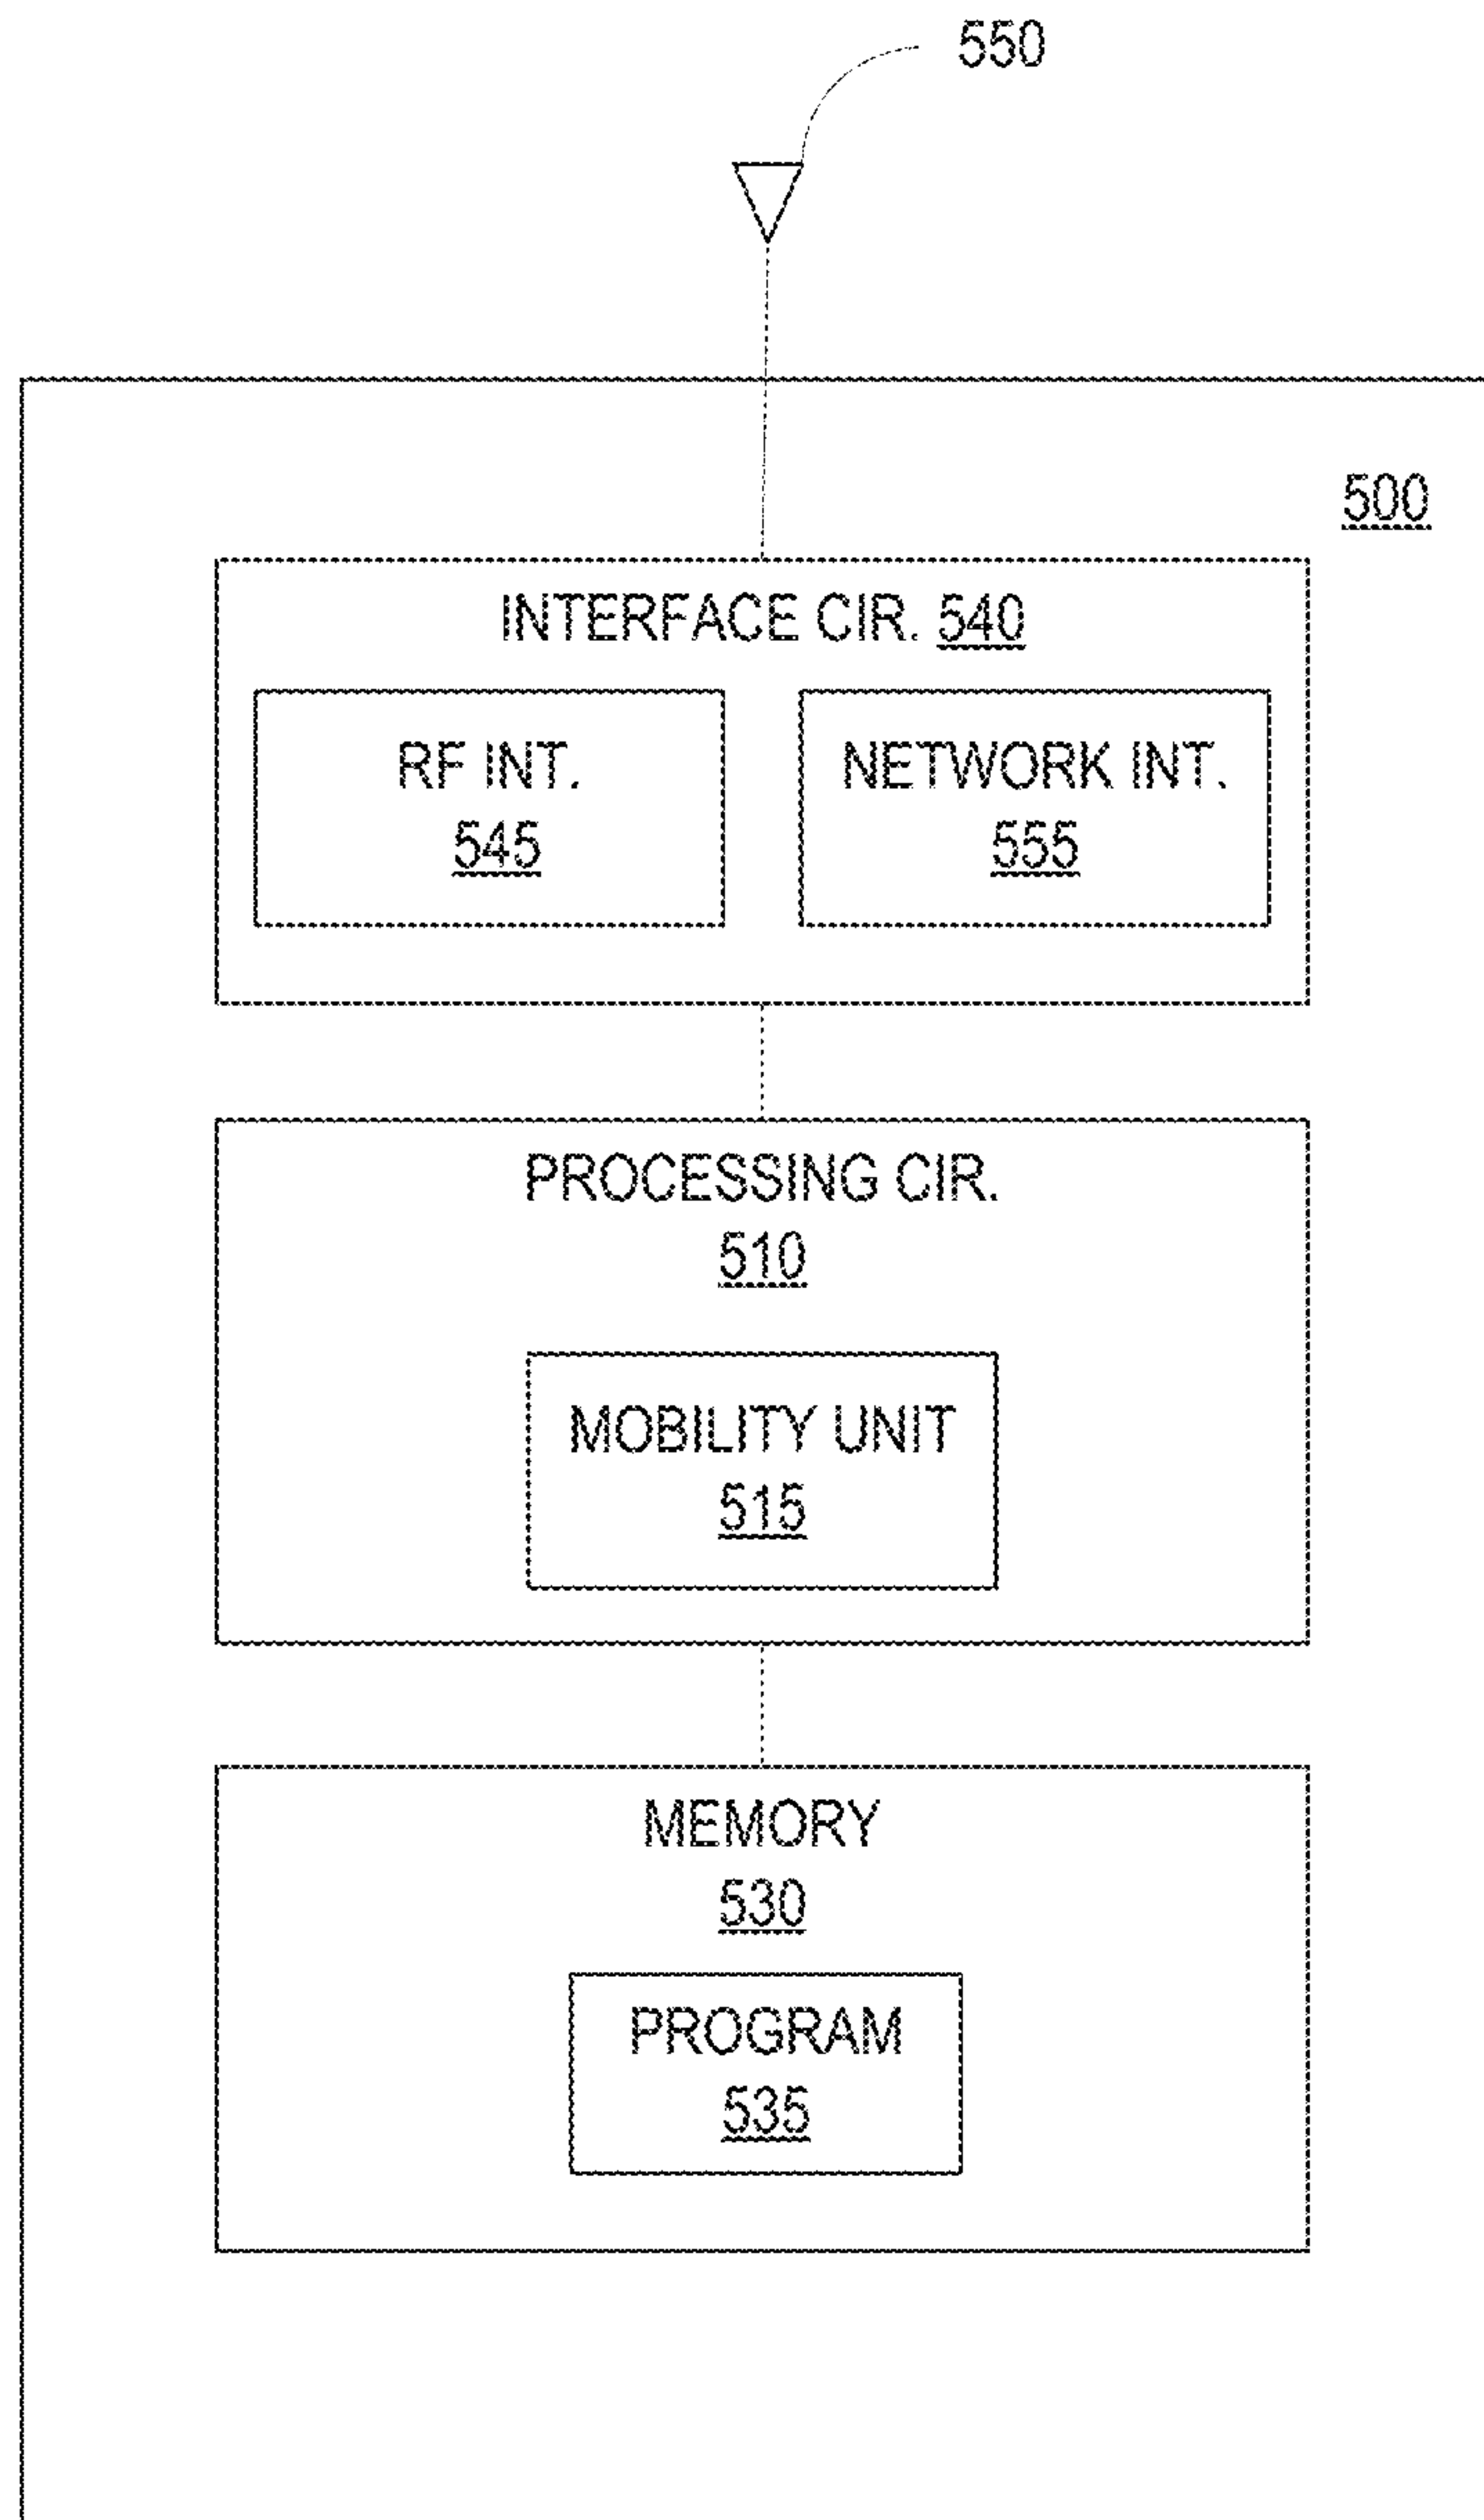 550
500
INTERFACE CIR. 540
RF INT.
545
NETWORK INT.
555
PROCESSING CIR.
510
MOBILITY UNIT
515
MEMORY
530
PROGRAM
535